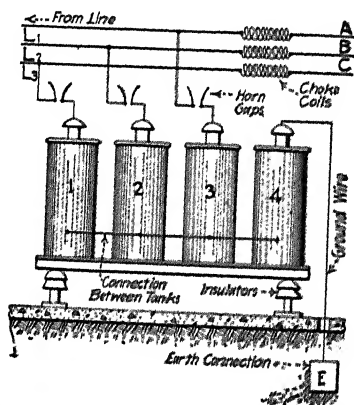 From Line
L1
L2
L3
A
B
C
Horn
Gaps
Choke
Coils
1
2
3
4
Ground Wire
Connection
Between Tanks
Insulators
Earth Connection
E